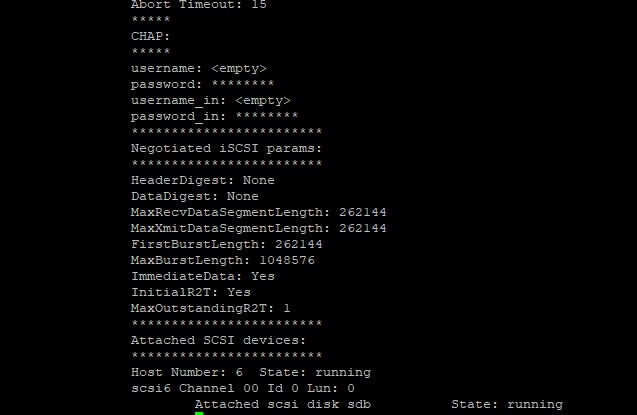 Abort Timeout: 15
*****
CHAP:
*****
username: <empty>
password: ********
username_in: <empty>
password_in: ********
************************
Negotiated iSCSI params:
************************
HeaderDigest: None
DataDigest: None
MaxRecvDataSegmentLength: 262144
MaxXmitDataSegmentLength: 262144
FirstBurstLength: 262144
MaxBurstLength: 1048576
ImmediateData: Yes
InitialR2T: Yes
MaxOutstandingR2T: 1
************************
Attached SCSI devices:
************************
Host Number: 6  State: running
scsi6 Channel 00 Id 0 Lun: 0
Attached scsi disk sdb          State: running